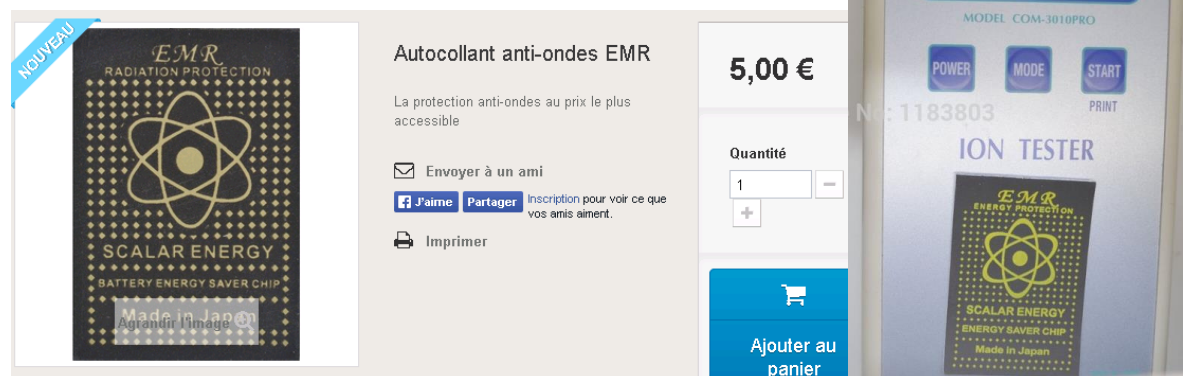 NOUVEAU
EMR
RADIATION PROTECTION
SCALAR ENERGY
BATTERY ENERGY SAVER CHIP
Made in Japan
Agrandir l'image
Autocollant anti-ondes EMR
La protection anti-ondes au prix le plus
accessible
Envoyer à un ami
J'aime Partager Inscription pour voir ce que
vos amis aiment.
Imprimer
5,00 €
Quantité
1
Ajouter au
panier
MODEL COM-3010PRO
POWER MODE START
PRINT
No: 1183803
ION TESTER
EMR
ENERGY PROTECTION
SCALAR ENERGY
ENERGY SAVER CHIP
Made in Japan